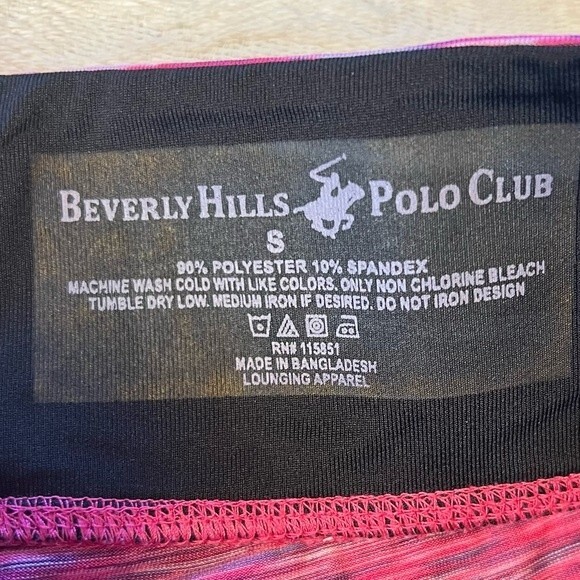 BEVERLY HILLS POLO CLUB
S
90% POLYESTER 10% SPANDEX
MACHINE WASH COLD WITH LIKE COLORS. ONLY NON CHLORINE BLEACH
TUMBLE DRY LOW. MEDIUM IRON IF DESIRED. DO NOT IRON DESIGN
RN# 115851
MADE IN BANGLADESH
LOUNGING APPAREL